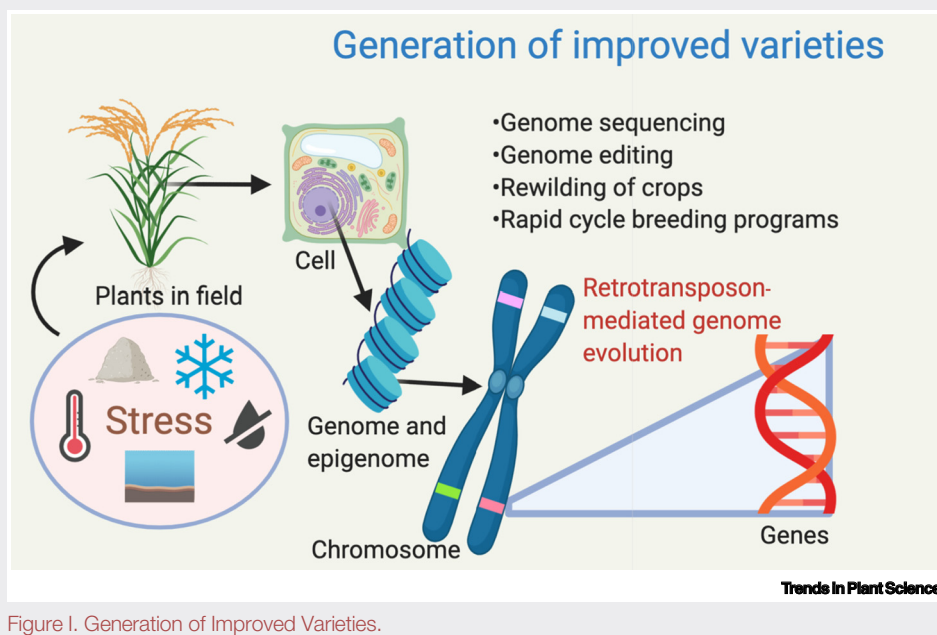 Generation of improved varieties
•Genome sequencing
•Genome editing
•Rewilding of crops
•Rapid cycle breeding programs
Cell
Plants in field
Retrotransposon-
mediated genome
evolution
Stress
Genome and
epigenome
Chromosome
Genes
Trends in Plant Science
Figure I. Generation of Improved Varieties.